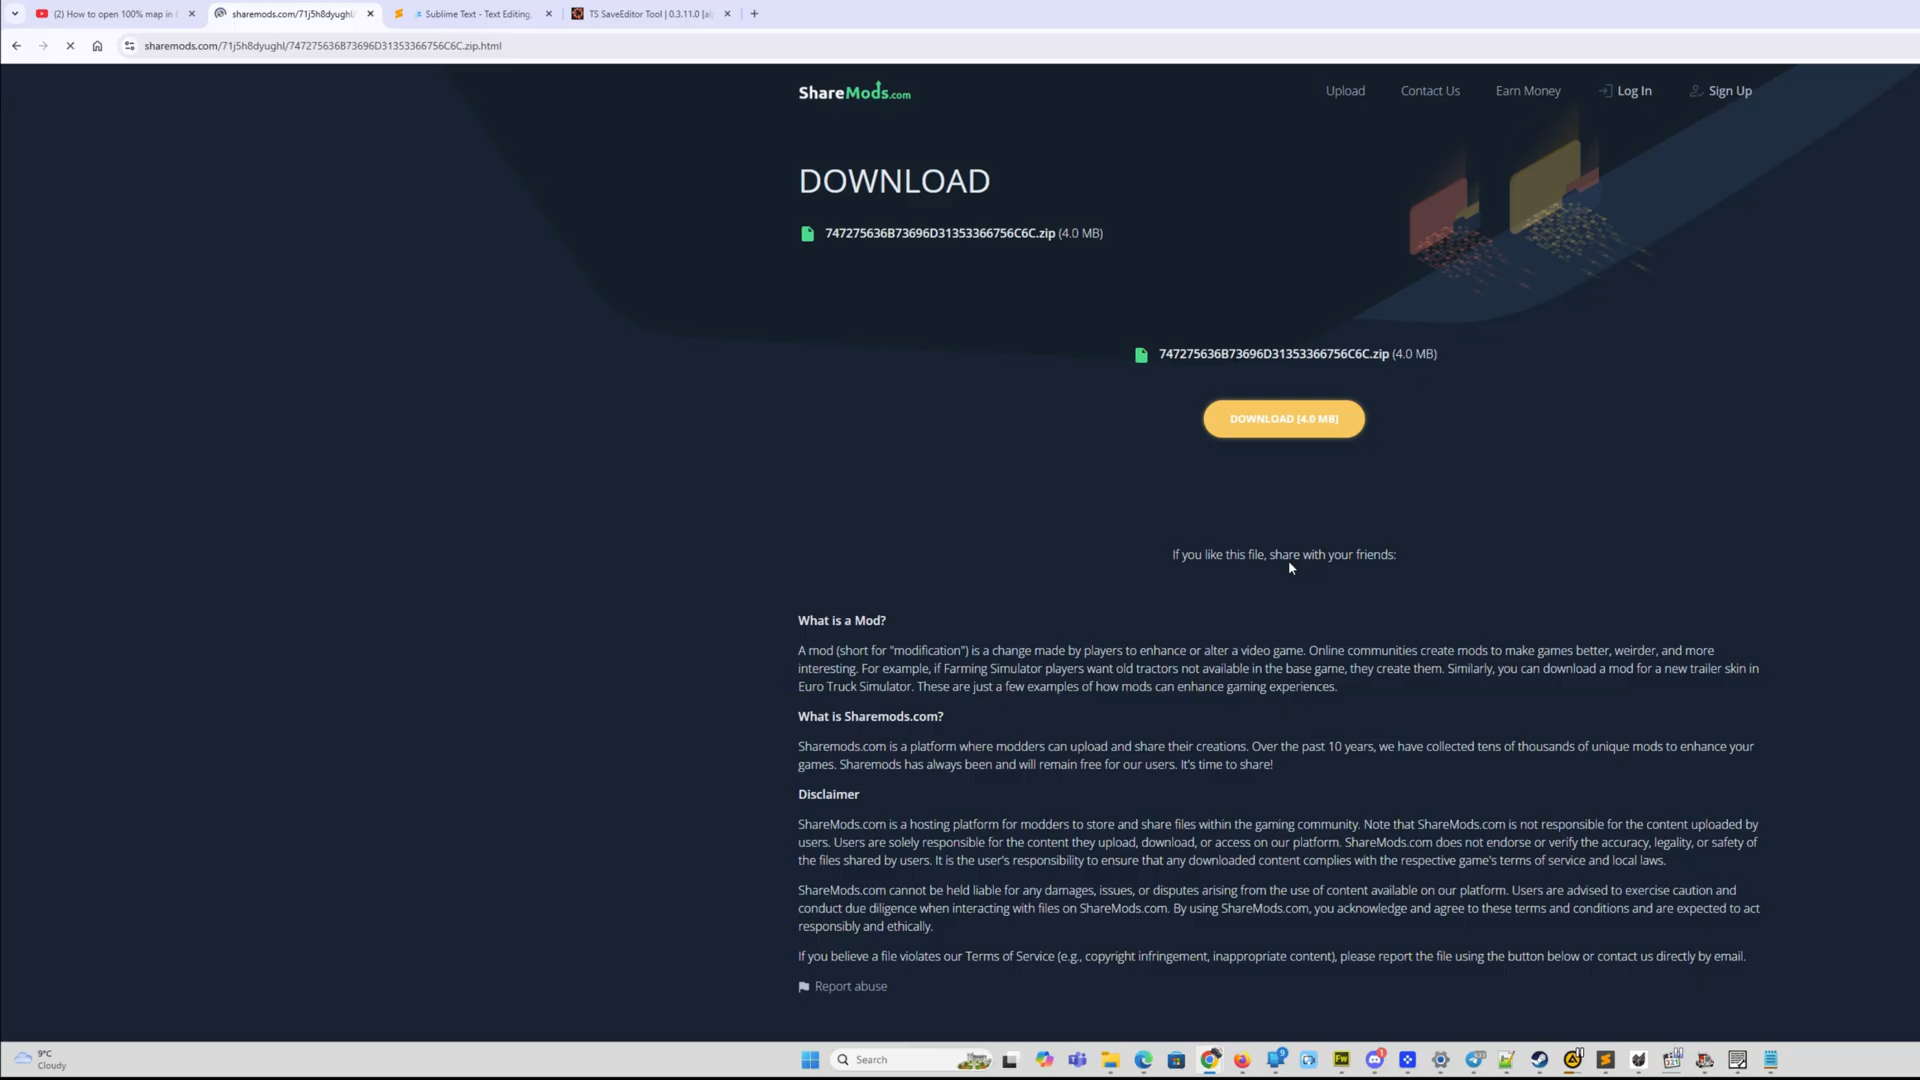 (2) How to open 100% map in
sharemods.com/71j5h8dyughl/
Sublime Text - Text Editing,
TS SaveEditor Tool | 0.3.11.0 [al
sharemods.com/71j5h8dyughl/747275636B73696D31353366756C6C.zip.html
ShareMods.com
Upload
Contact Us
Earn Money
Log In
Sign Up
DOWNLOAD
747275636B73696D31353366756C6C.zip (4.0 MB)
747275636B73696D31353366756C6C.zip (4.0 MB)
DOWNLOAD [4.0 MB]
If you like this file, share with your friends:
What is a Mod?
A mod (short for "modification") is a change made by players to enhance or alter a video game. Online communities create mods to make games better, weirder, and more
interesting. For example, if Farming Simulator players want old tractors not available in the base game, they create them. Similarly, you can download a mod for a new trailer skin in
Euro Truck Simulator. These are just a few examples of how mods can enhance gaming experiences.
What is Sharemods.com?
Sharemods.com is a platform where modders can upload and share their creations. Over the past 10 years, we have collected tens of thousands of unique mods to enhance your
games. Sharemods has always been and will remain free for our users. It's time to share!
Disclaimer
ShareMods.com is a hosting platform for modders to store and share files within the gaming community. Note that ShareMods.com is not responsible for the content uploaded by
users. Users are solely responsible for the content they upload, download, or access on our platform. ShareMods.com does not endorse or verify the accuracy, legality, or safety of
the files shared by users. It is the user's responsibility to ensure that any downloaded content complies with the respective game's terms of service and local laws.
ShareMods.com cannot be held liable for any damages, issues, or disputes arising from the use of content available on our platform. Users are advised to exercise caution and
conduct due diligence when interacting with files on ShareMods.com. By using ShareMods.com, you acknowledge and agree to these terms and conditions and are expected to act
responsibly and ethically.
If you believe a file violates our Terms of Service (e.g., copyright infringement, inappropriate content), please report the file using the button below or contact us directly by email.
Report abuse
9°C
Cloudy
Search